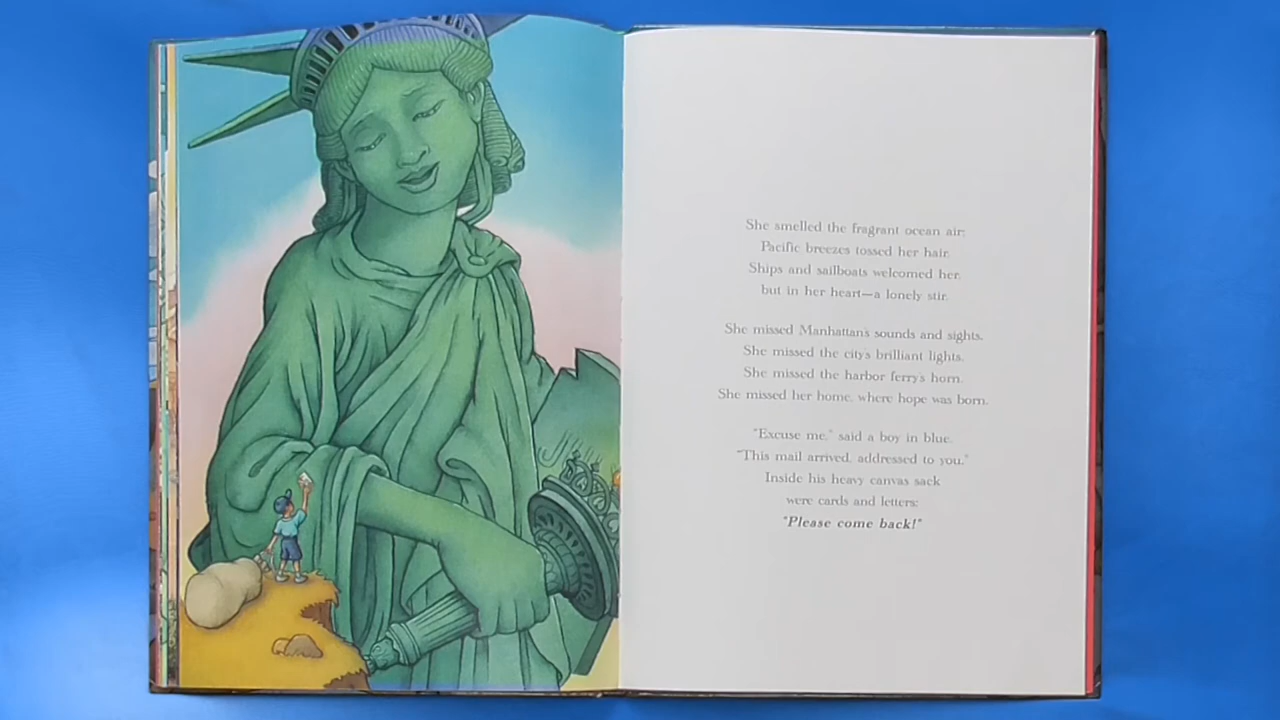 She smelled the fragrant ocean air;
Pacific breezes tossed her hair.
Ships and sailboats welcomed her,
but in her heart—a lonely stir.
She missed Manhattan's sounds and sights.
She missed the city's brilliant lights.
She missed the harbor ferry's horn.
She missed her home, where hope was born.
"Excuse me," said a boy in blue.
"This mail arrived, addressed to you."
Inside his heavy canvas sack
were cards and letters:
"Please come back!"